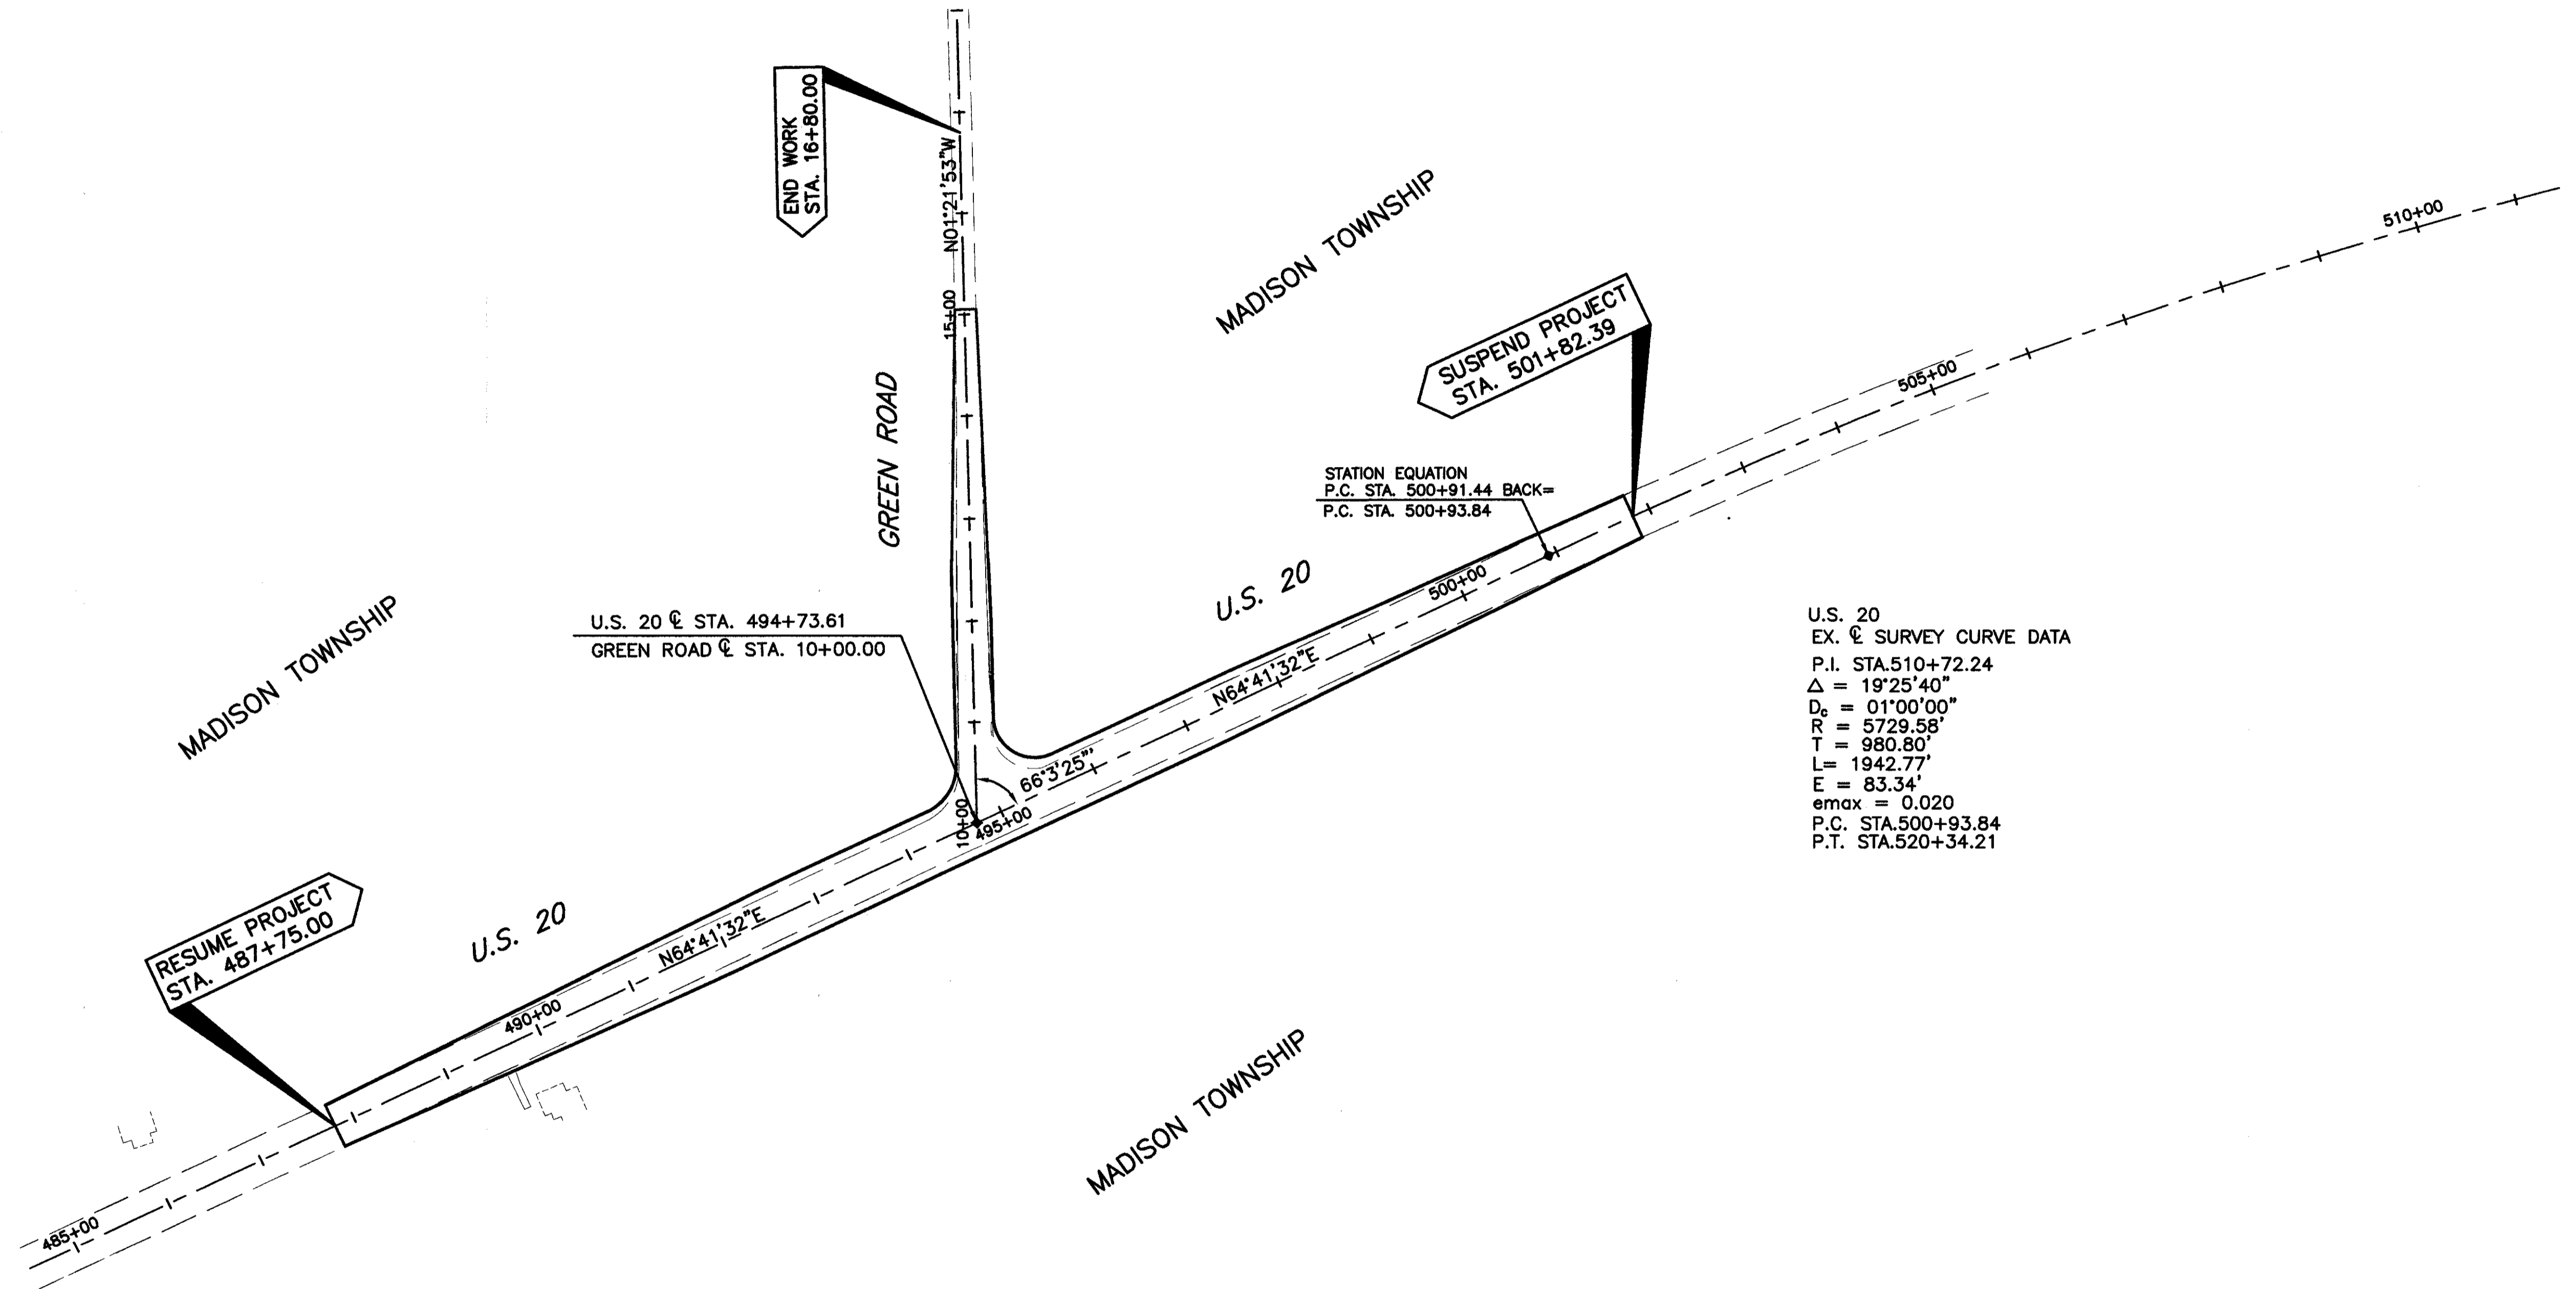 END WORK
STA. 16+80.00
N01°21'53"W
15+00
GREEN ROAD
MADISON TOWNSHIP
510+00
SUSPEND PROJECT
STA. 501+82.39
505+00
STATION EQUATION
P.C. STA. 500+91.44 BACK=
P.C. STA. 500+93.84
U.S. 20
500+00
N64°41'32"E
MADISON TOWNSHIP
U.S. 20 ℄ STA. 494+73.61
GREEN ROAD ℄ STA. 10+00.00
66°3'25"'
10+00
495+00
U.S. 20
EX. ℄ SURVEY CURVE DATA
P.I. STA.510+72.24
Δ = 19°25'40"
Dc = 01°00'00"
R = 5729.58'
T = 980.80'
L= 1942.77'
E = 83.34'
emax = 0.020
P.C. STA.500+93.84
P.T. STA.520+34.21
RESUME PROJECT
STA. 487+75.00
U.S. 20
N64°41'32"E
490+00
485+00
MADISON TOWNSHIP